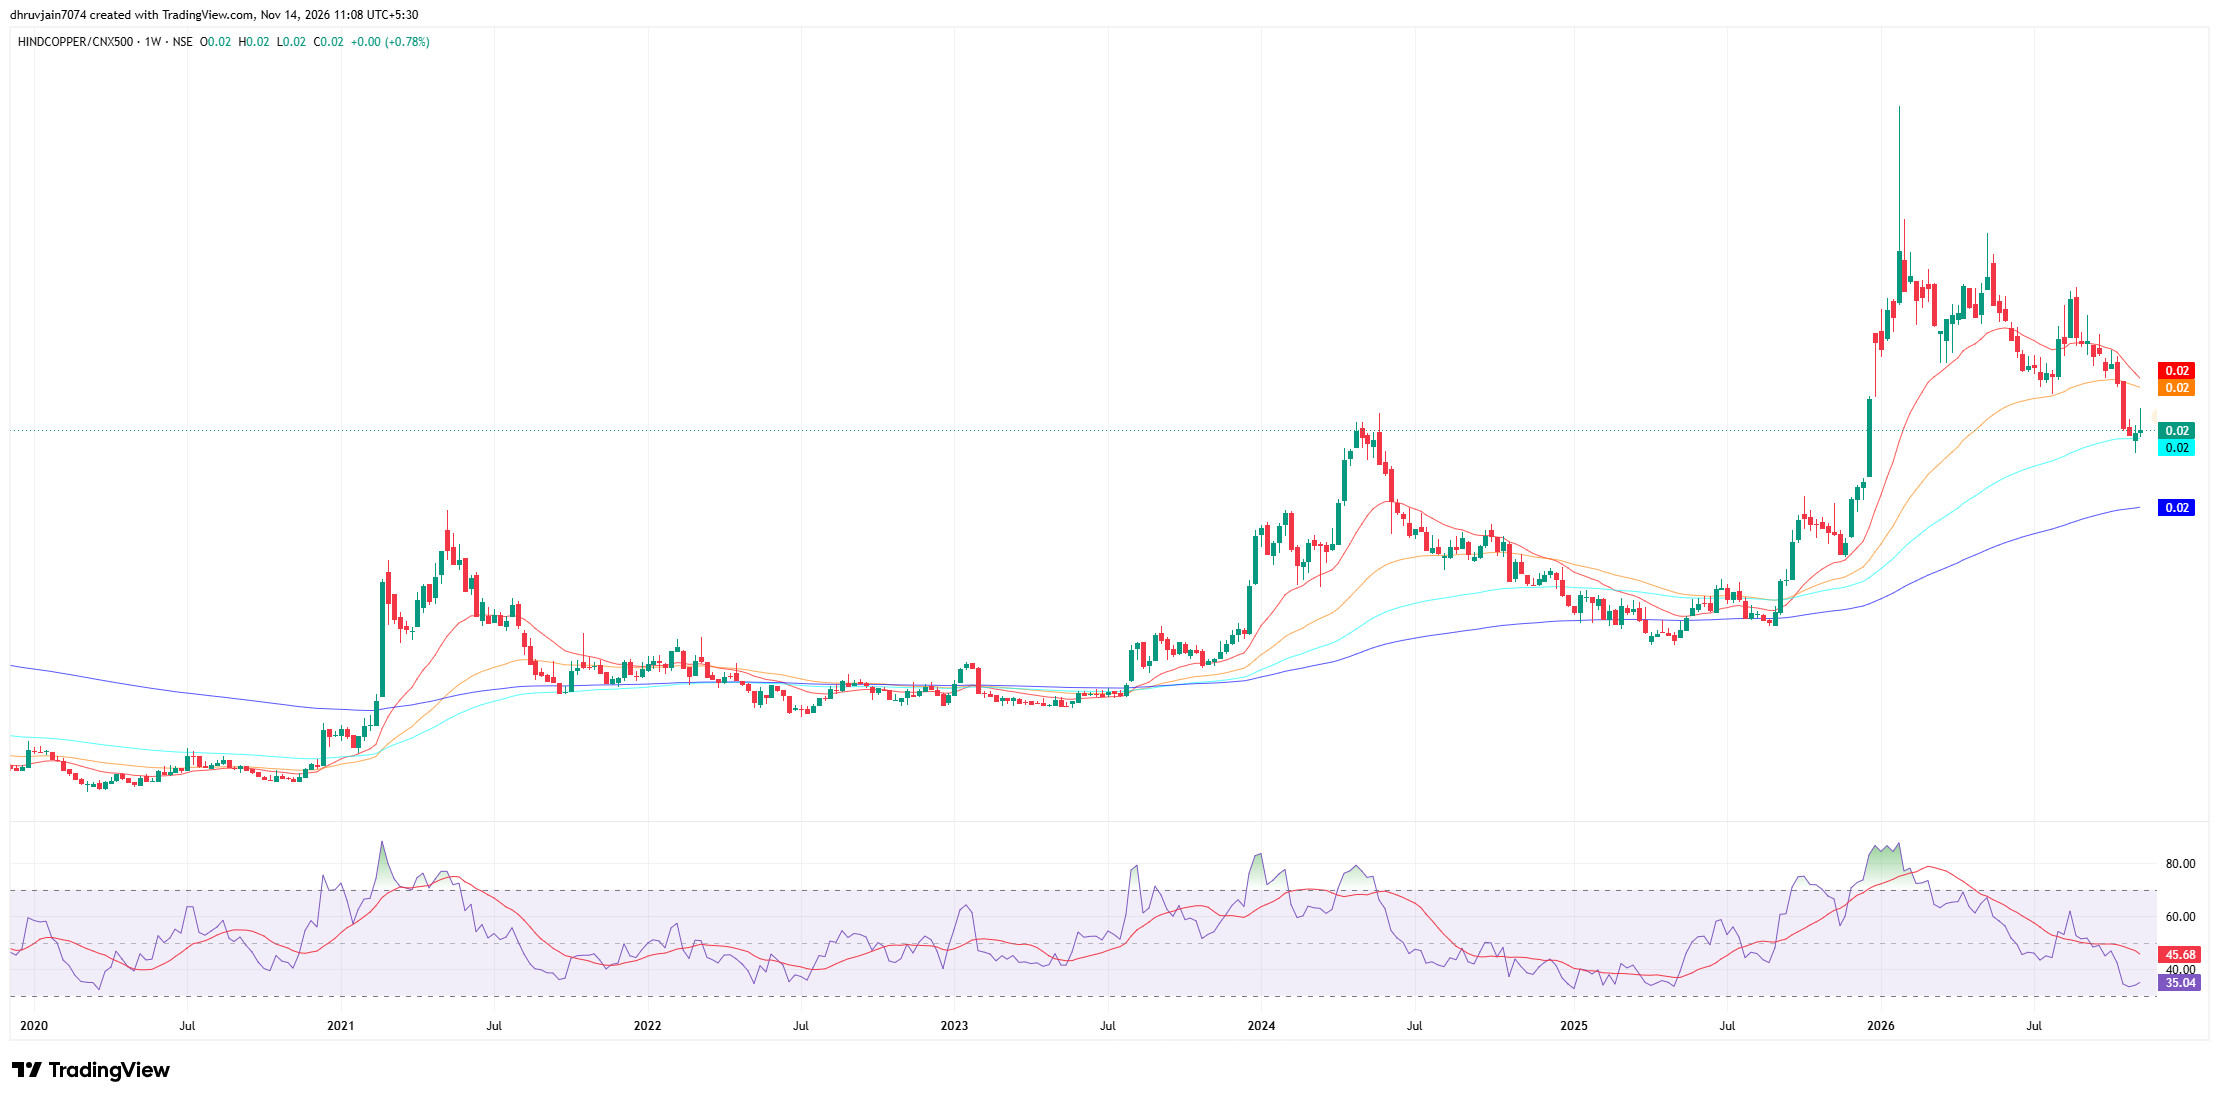 dhruvjain7074 created with TradingView.com, Nov 14, 2026 11:08 UTC+5:30
HINDCOPPER/CNX500 · 1W · NSE O0.02 H0.02 L0.02 C0.02 +0.00 (+0.78%)
0.02
0.02
0.02
0.02
0.02
80.00
60.00
45.68
40.00
35.04
2020 Jul 2021 Jul 2022 Jul 2023 Jul 2024 Jul 2025 Jul 2026 Jul
TradingView